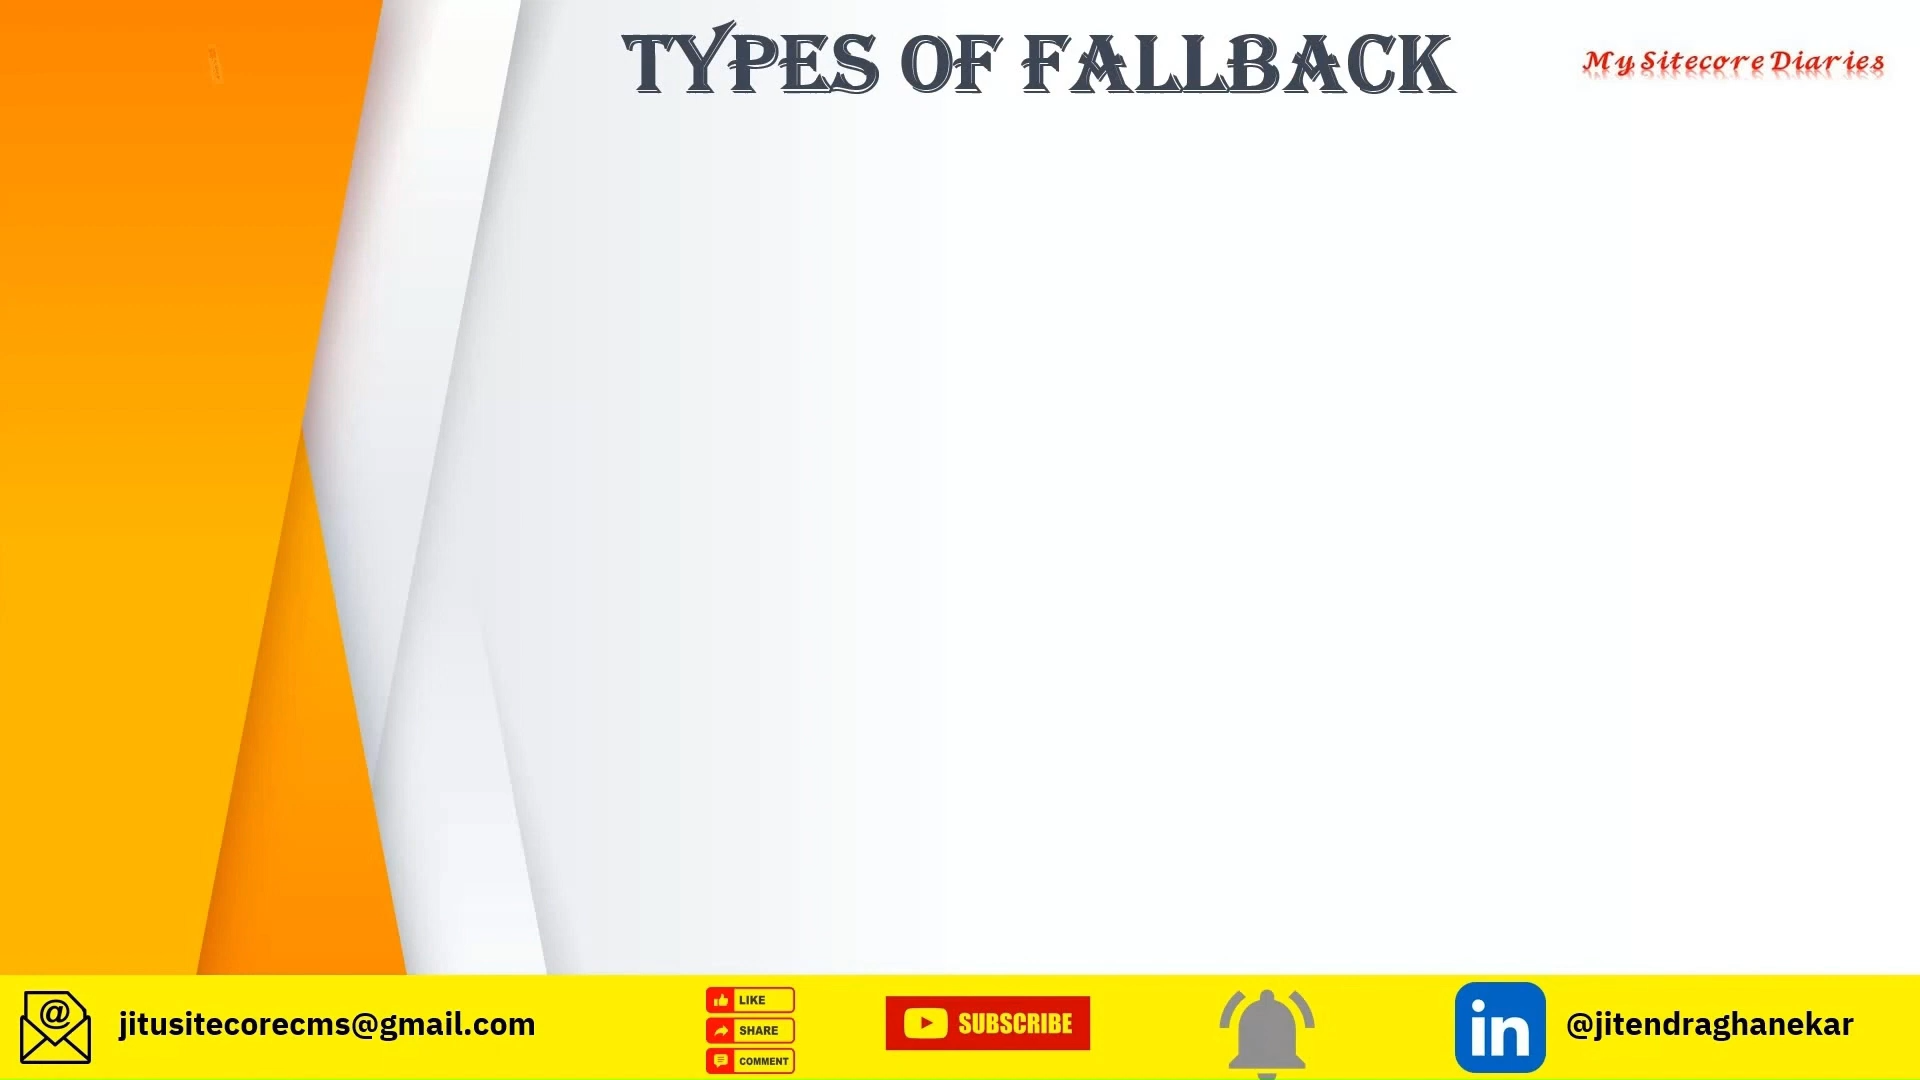 TYPES OF FALLBACK
My Sitecore Diaries
jitusitecorecms@gmail.com
LIKE
SHARE
COMMENT
SUBSCRIBE
in
@jitendraghanekar